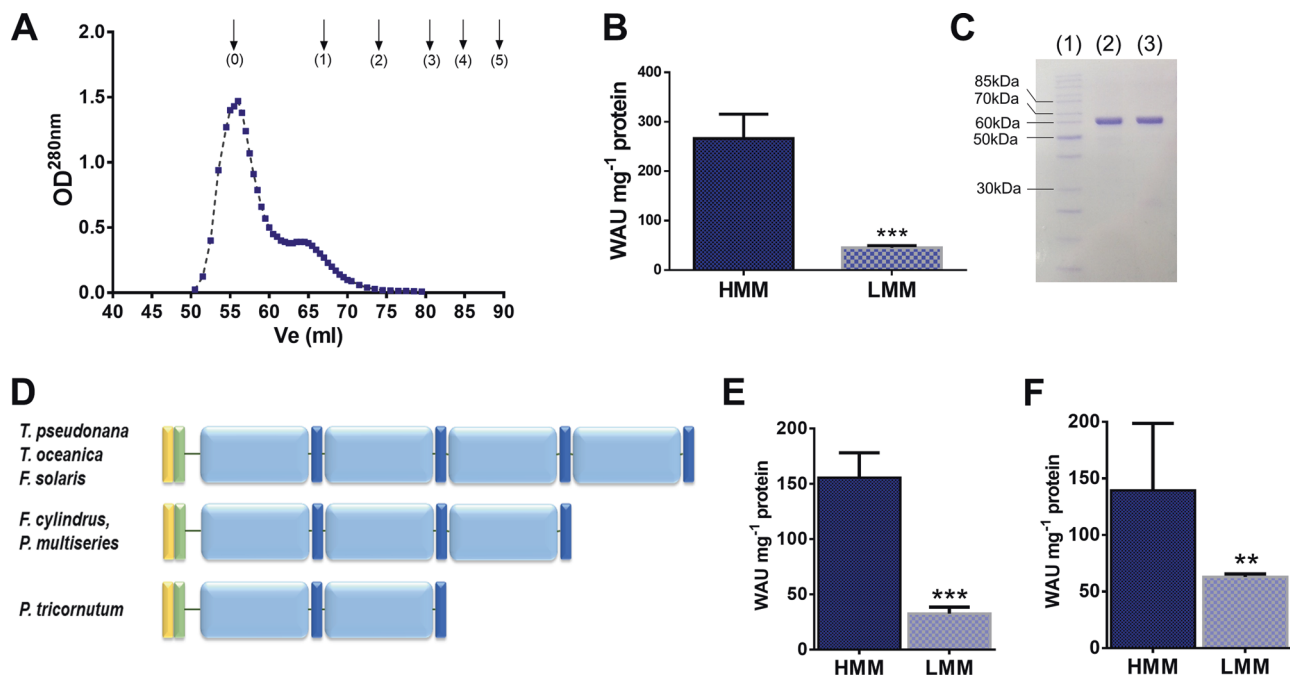 A
OD280nm
2.0
1.5
1.0
0.5
0.0
(0) (1) (2) (3) (4) (5)
40 45 50 55 60 65 70 75 80 85 90
Ve (ml)
B
WAU mg-1 protein
400
300
200
100
0
***
HMM LMM
C
(1) (2) (3)
85kDa
70kDa
60kDa
50kDa
30kDa
D
T. pseudonana
T. oceanica
F. solaris
F. cylindrus,
P. multiseries
P. tricornutum
E
WAU mg-1 protein
200
150
100
50
0
***
HMM LMM
F
WAU mg-1 protein
200
150
100
50
0
**
HMM LMM